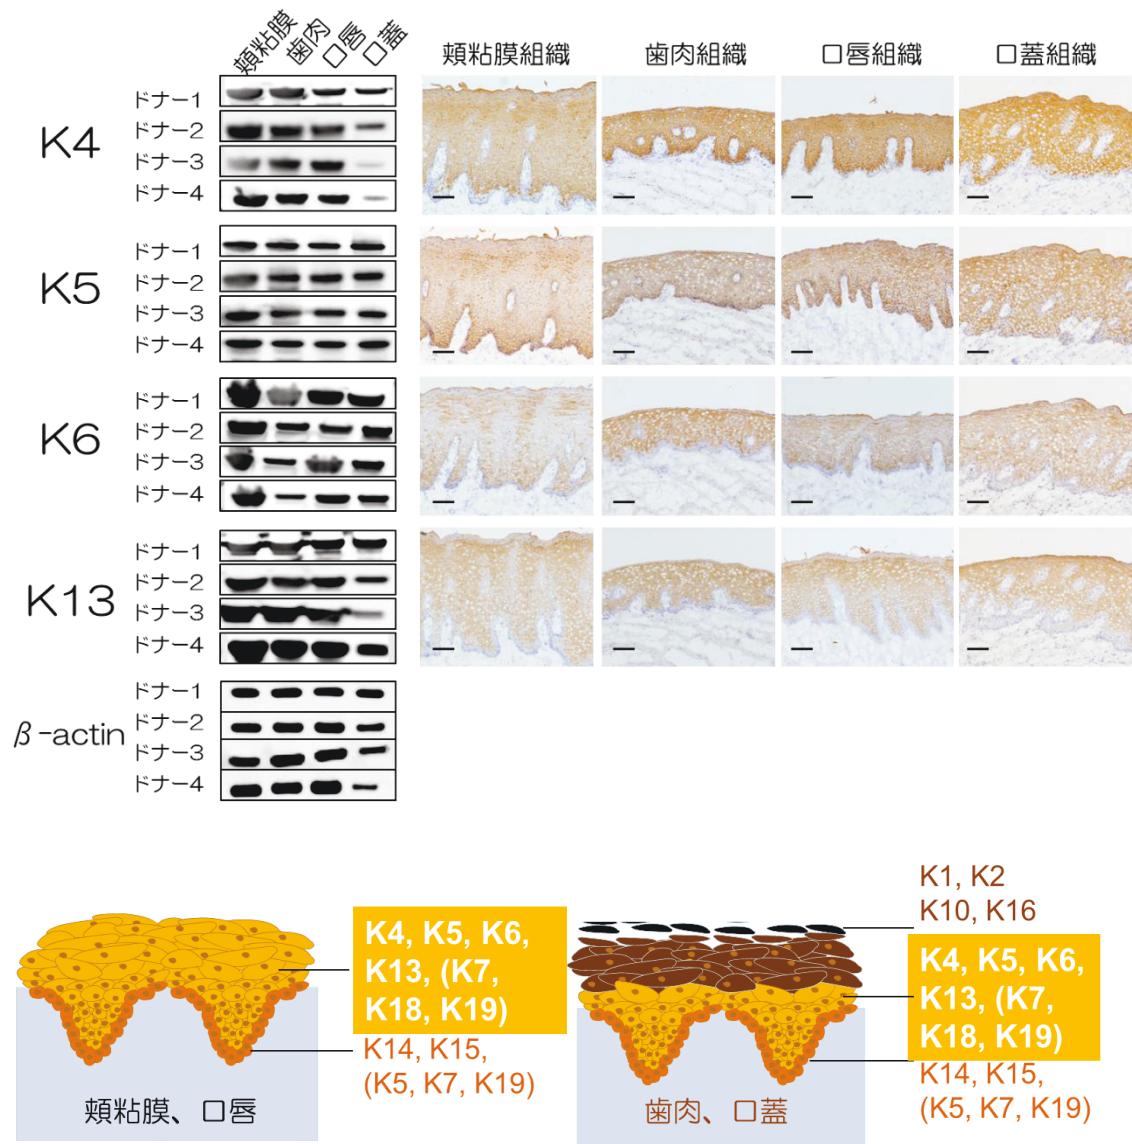 頬粘膜 歯肉 口唇 口蓋
頬粘膜組織 歯肉組織 口唇組織 口蓋組織
K4
ドナー1
ドナー2
ドナー3
ドナー4
K5
ドナー1
ドナー2
ドナー3
ドナー4
K6
ドナー1
ドナー2
ドナー3
ドナー4
K13
ドナー1
ドナー2
ドナー3
ドナー4
β-actin
ドナー1
ドナー2
ドナー3
ドナー4
K4, K5, K6,
K13, (K7,
K18, K19)
K14, K15,
(K5, K7, K19)
頬粘膜、口唇
K1, K2
K10, K16
K4, K5, K6,
K13, (K7,
K18, K19)
K14, K15,
(K5, K7, K19)
歯肉、口蓋